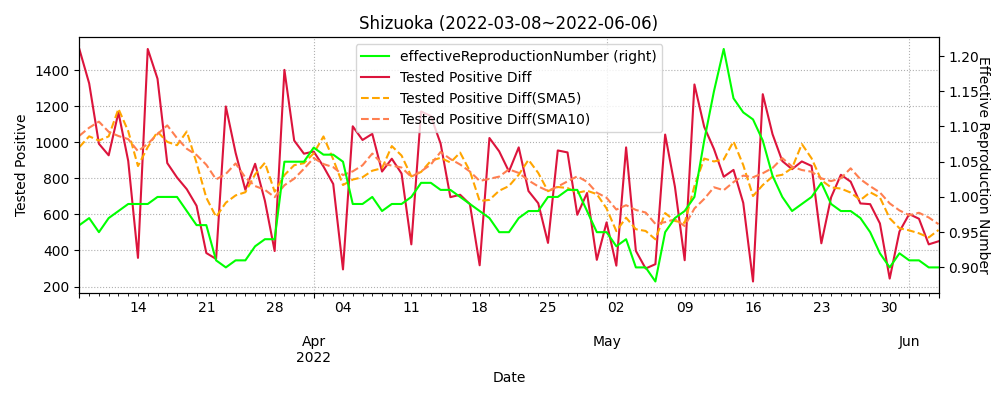 Shizuoka (2022-03-08~2022-06-06)
effectiveReproductionNumber (right)
Tested Positive Diff
Tested Positive Diff(SMA5)
Tested Positive Diff(SMA10)
Tested Positive
1400
1200
1000
800
600
400
200
Effective Reproduction Number
1.20
1.15
1.10
1.05
1.00
0.95
0.90
14 21 28 04 11 18 25 02 09 16 23 30
Apr May Jun
2022
Date